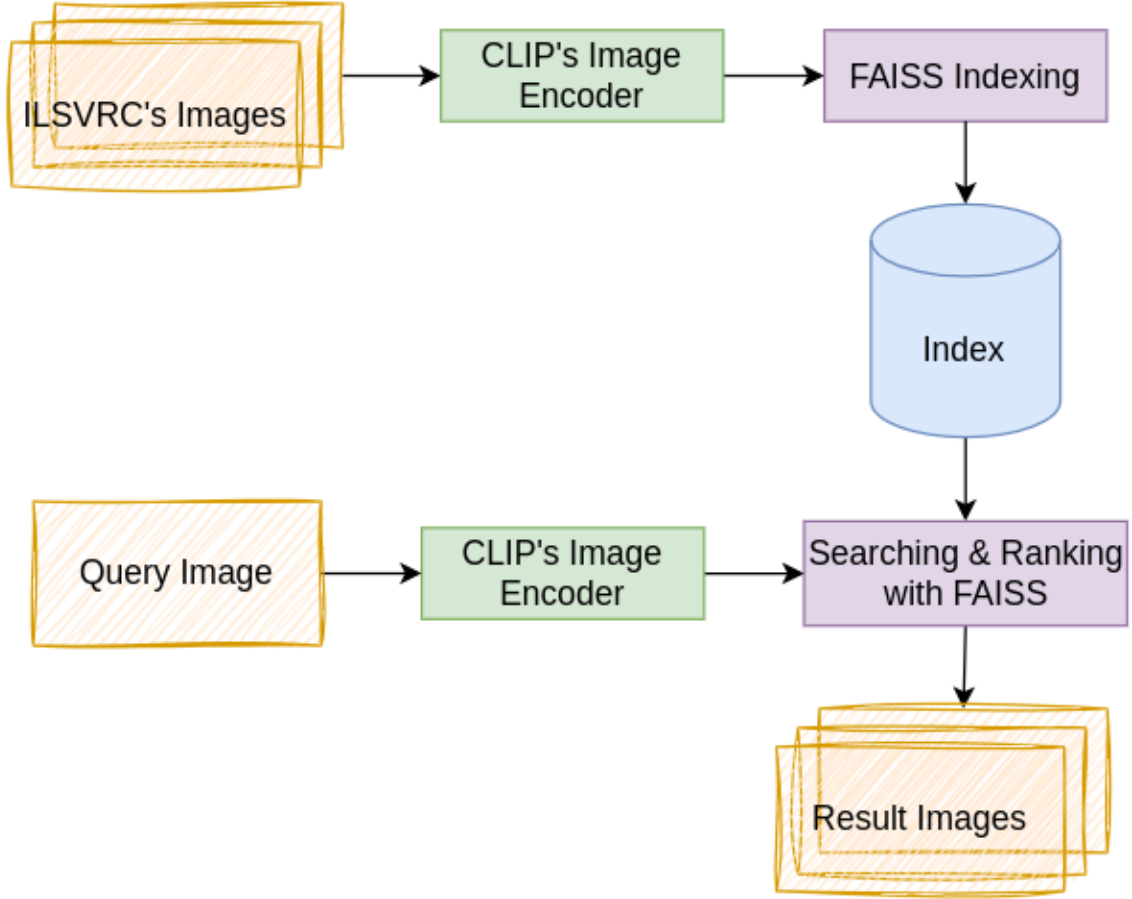 ILSVRC's Images
CLIP's Image
Encoder
FAISS Indexing
Index
Query Image
CLIP's Image
Encoder
Searching & Ranking
with FAISS
Result Images